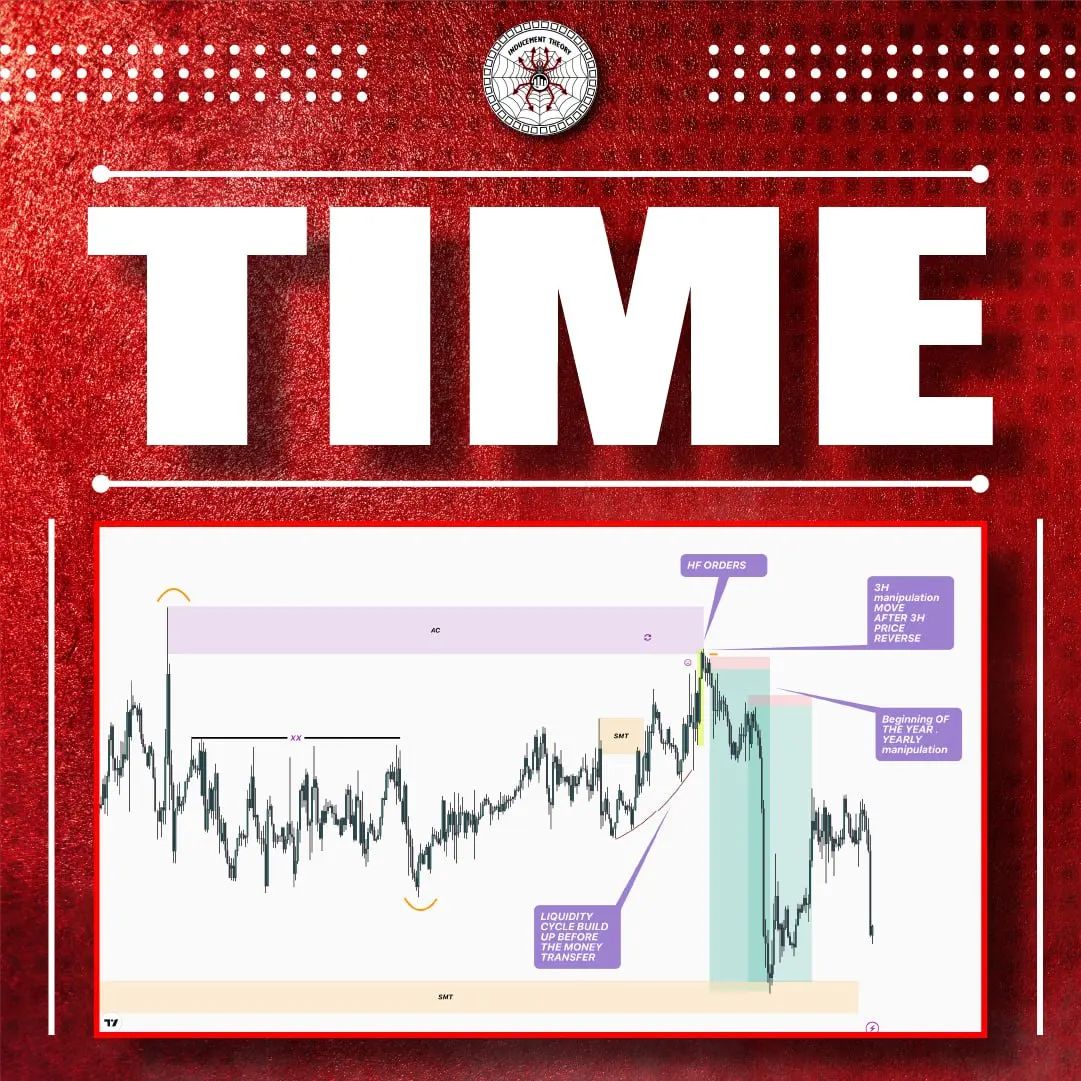 INDUCEMENT THEORY
TIME
HF ORDERS
3H
manipulation
MOVE
AFTER 3H
PRICE
REVERSE
AC
Beginning OF
THE YEAR .
YEARLY
manipulation
XX
SMT
LIQUIDITY
CYCLE BUILD
UP BEFORE
THE MONEY
TRANSFER
SMT